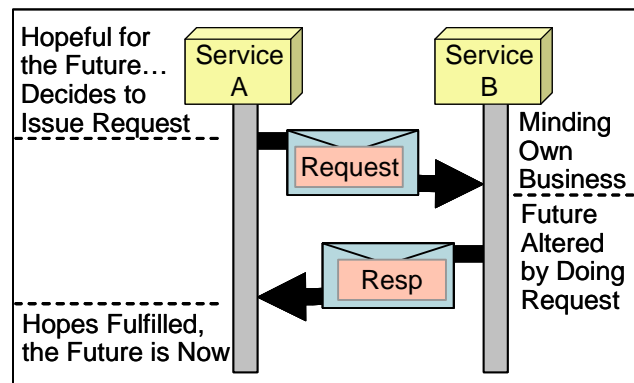 Hopeful for
the Future…
Decides to
Issue Request
Service
A
Service
B
Request
Minding
Own
Business
Future
Altered
by Doing
Request
Resp
Hopes Fulfilled,
the Future is Now